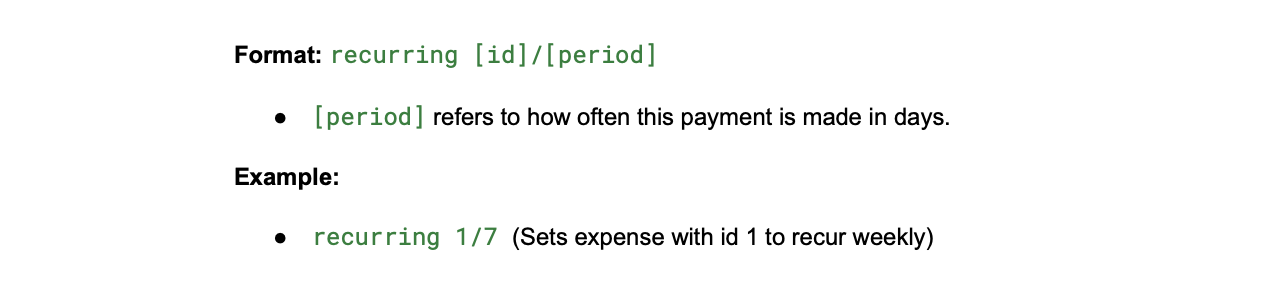 Format: recurring [id]/[period]
● [period] refers to how often this payment is made in days.
Example:
● recurring 1/7 (Sets expense with id 1 to recur weekly)